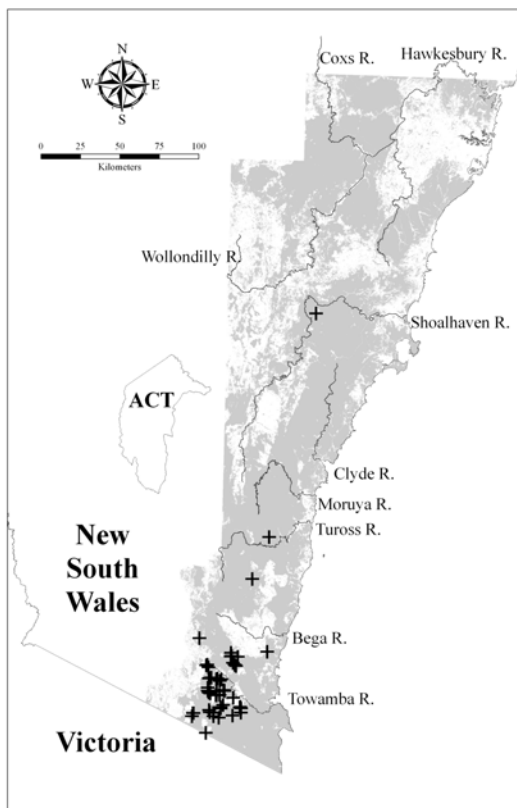 N
Coxs R.
Hawkesbury R.
W
E
S
0 25 50 75 100
Kilometers
Wollondilly R.
Shoalhaven R.
ACT
Clyde R.
Moruya R.
Tuross R.
New
South
Wales
Bega R.
Towamba R.
Victoria